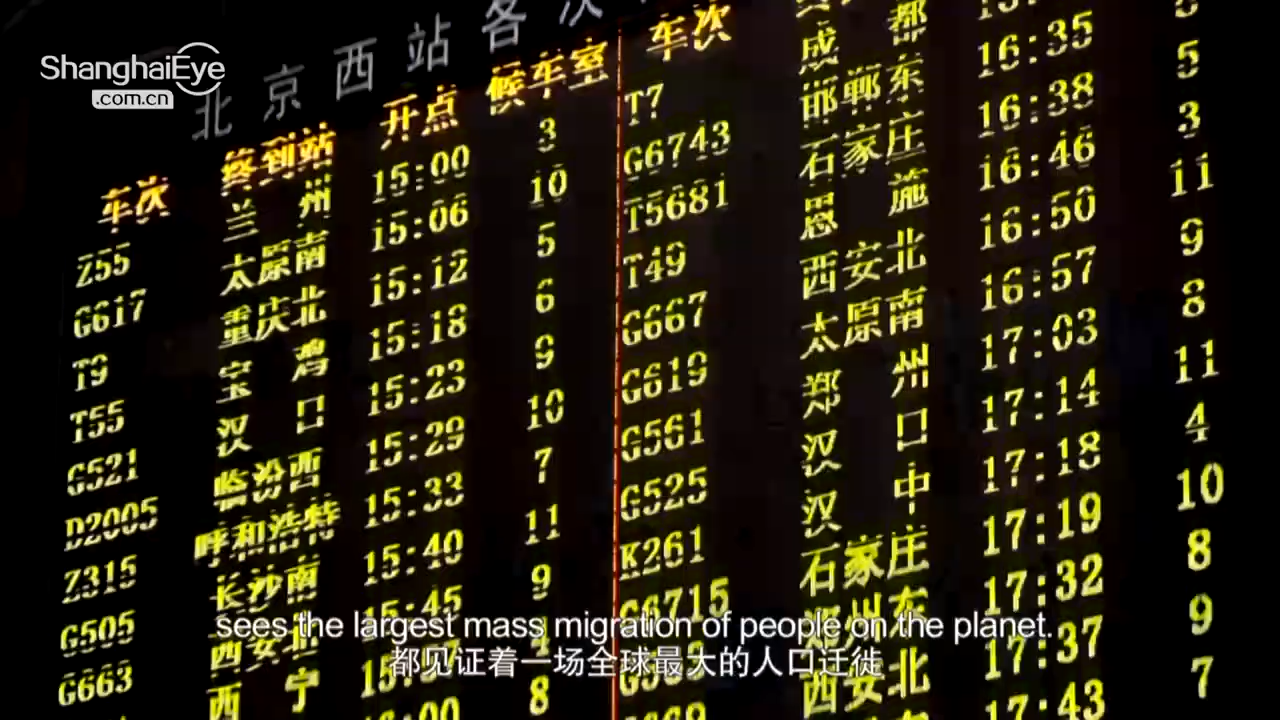 ShanghaiEye
.com.cn
北京西站各次
车次 终到站 开点 候车室
Z55 兰州 15:00 3
G617 太原南 15:06 10
T9 重庆北 15:12 5
T55 宝鸡 15:18 6
G521 汉口 15:23 9
D2005 临汾西 15:29 10
Z315 呼和浩特 15:33 7
G505 长沙南 15:40 11
G663 西安北 15:45 9
西宁 15:57 4
8
车次
T7 成都
G6743 邯郸东 16:35
T5681 石家庄 16:38 5
T49 恩施 16:46 3
G667 西安北 16:50 11
G619 太原南 16:57 9
G561 郑州 17:03 8
G525 汉口 17:14 11
K261 汉中 17:18 4
G6715 石家庄 17:19 10
郑州东 17:32 8
西安北 17:37 9
17:43 7
sees the largest mass migration of people on the planet.
都见证着一场全球最大的人口迁徙